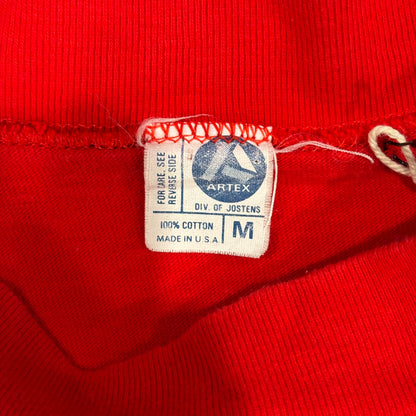 FOR CARE, SEE
REVERSE SIDE
ARTEX
DIV. OF JOSTENS
100% COTTON
MADE IN U.S.A
M